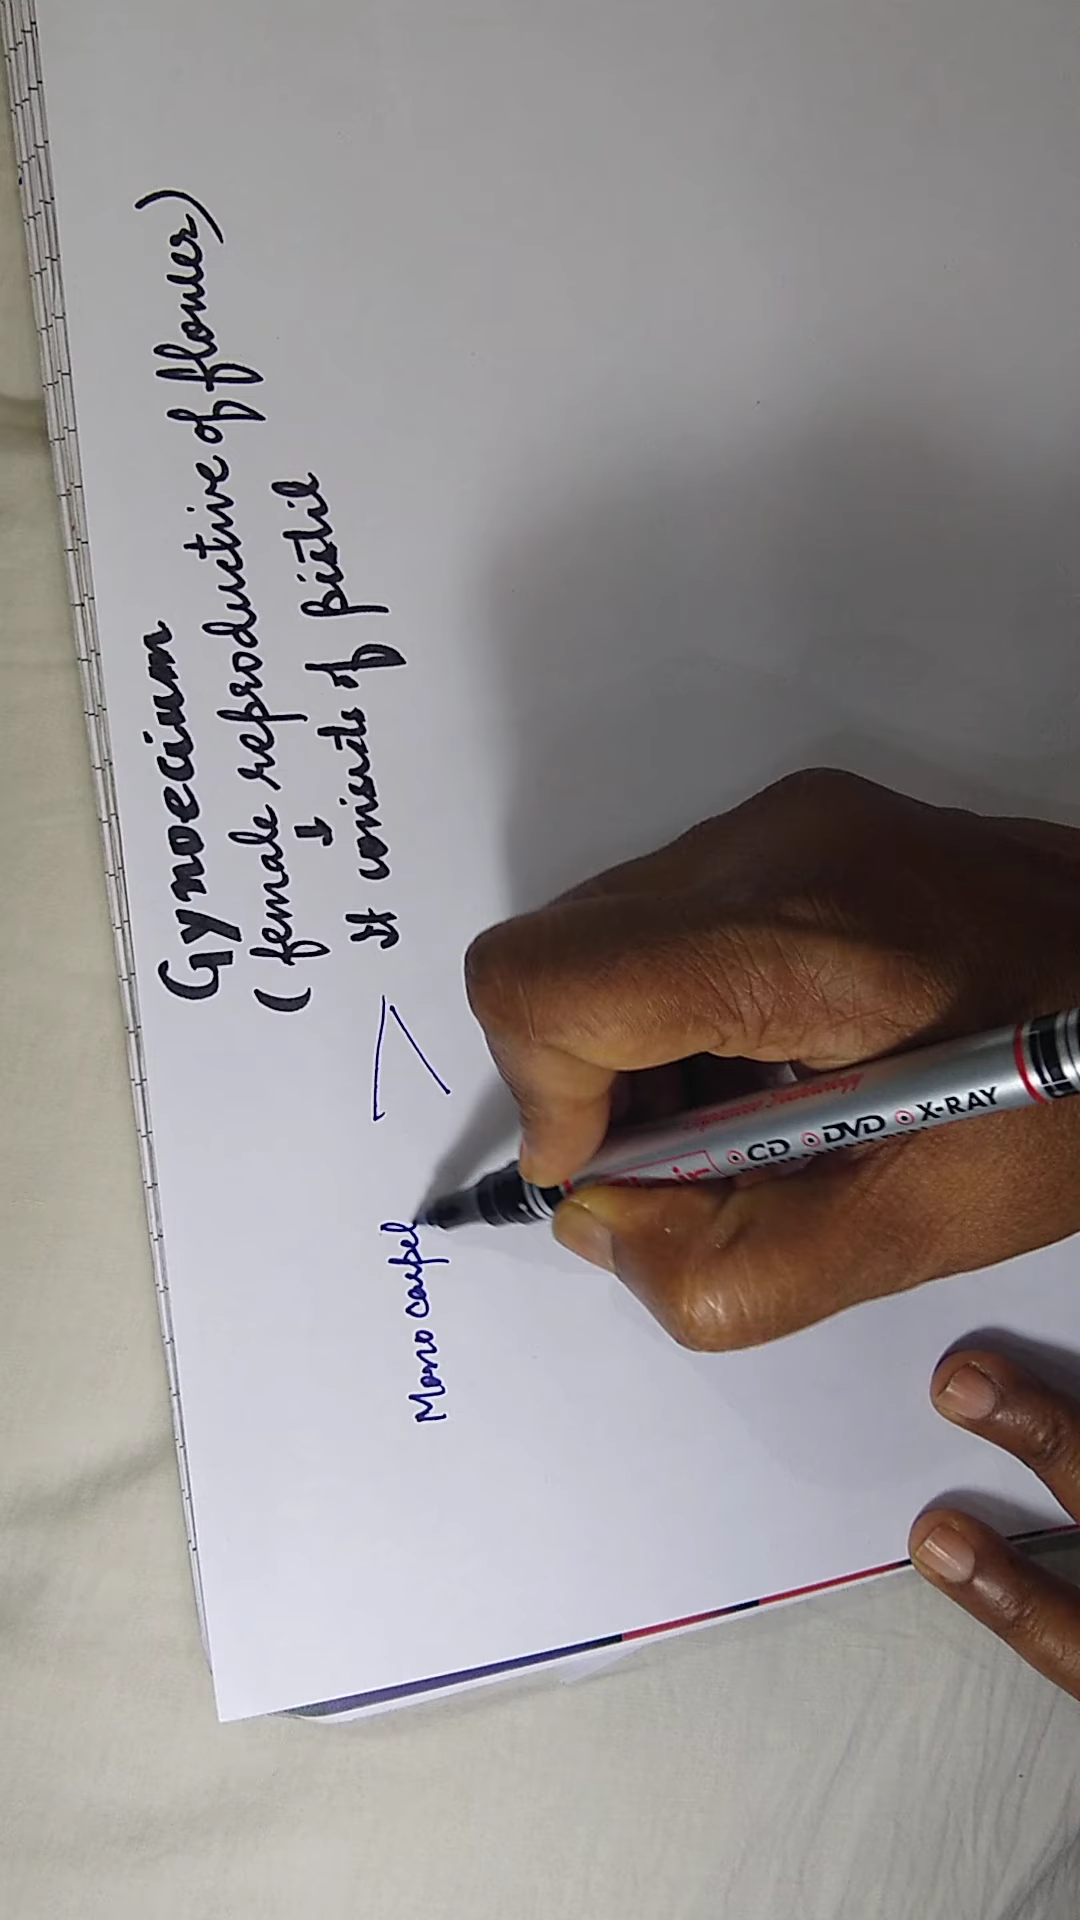 Gynoecium
(female reproductive of flower)
↓
It consists of pistil
Mono carpel
CD DVD X-RAY